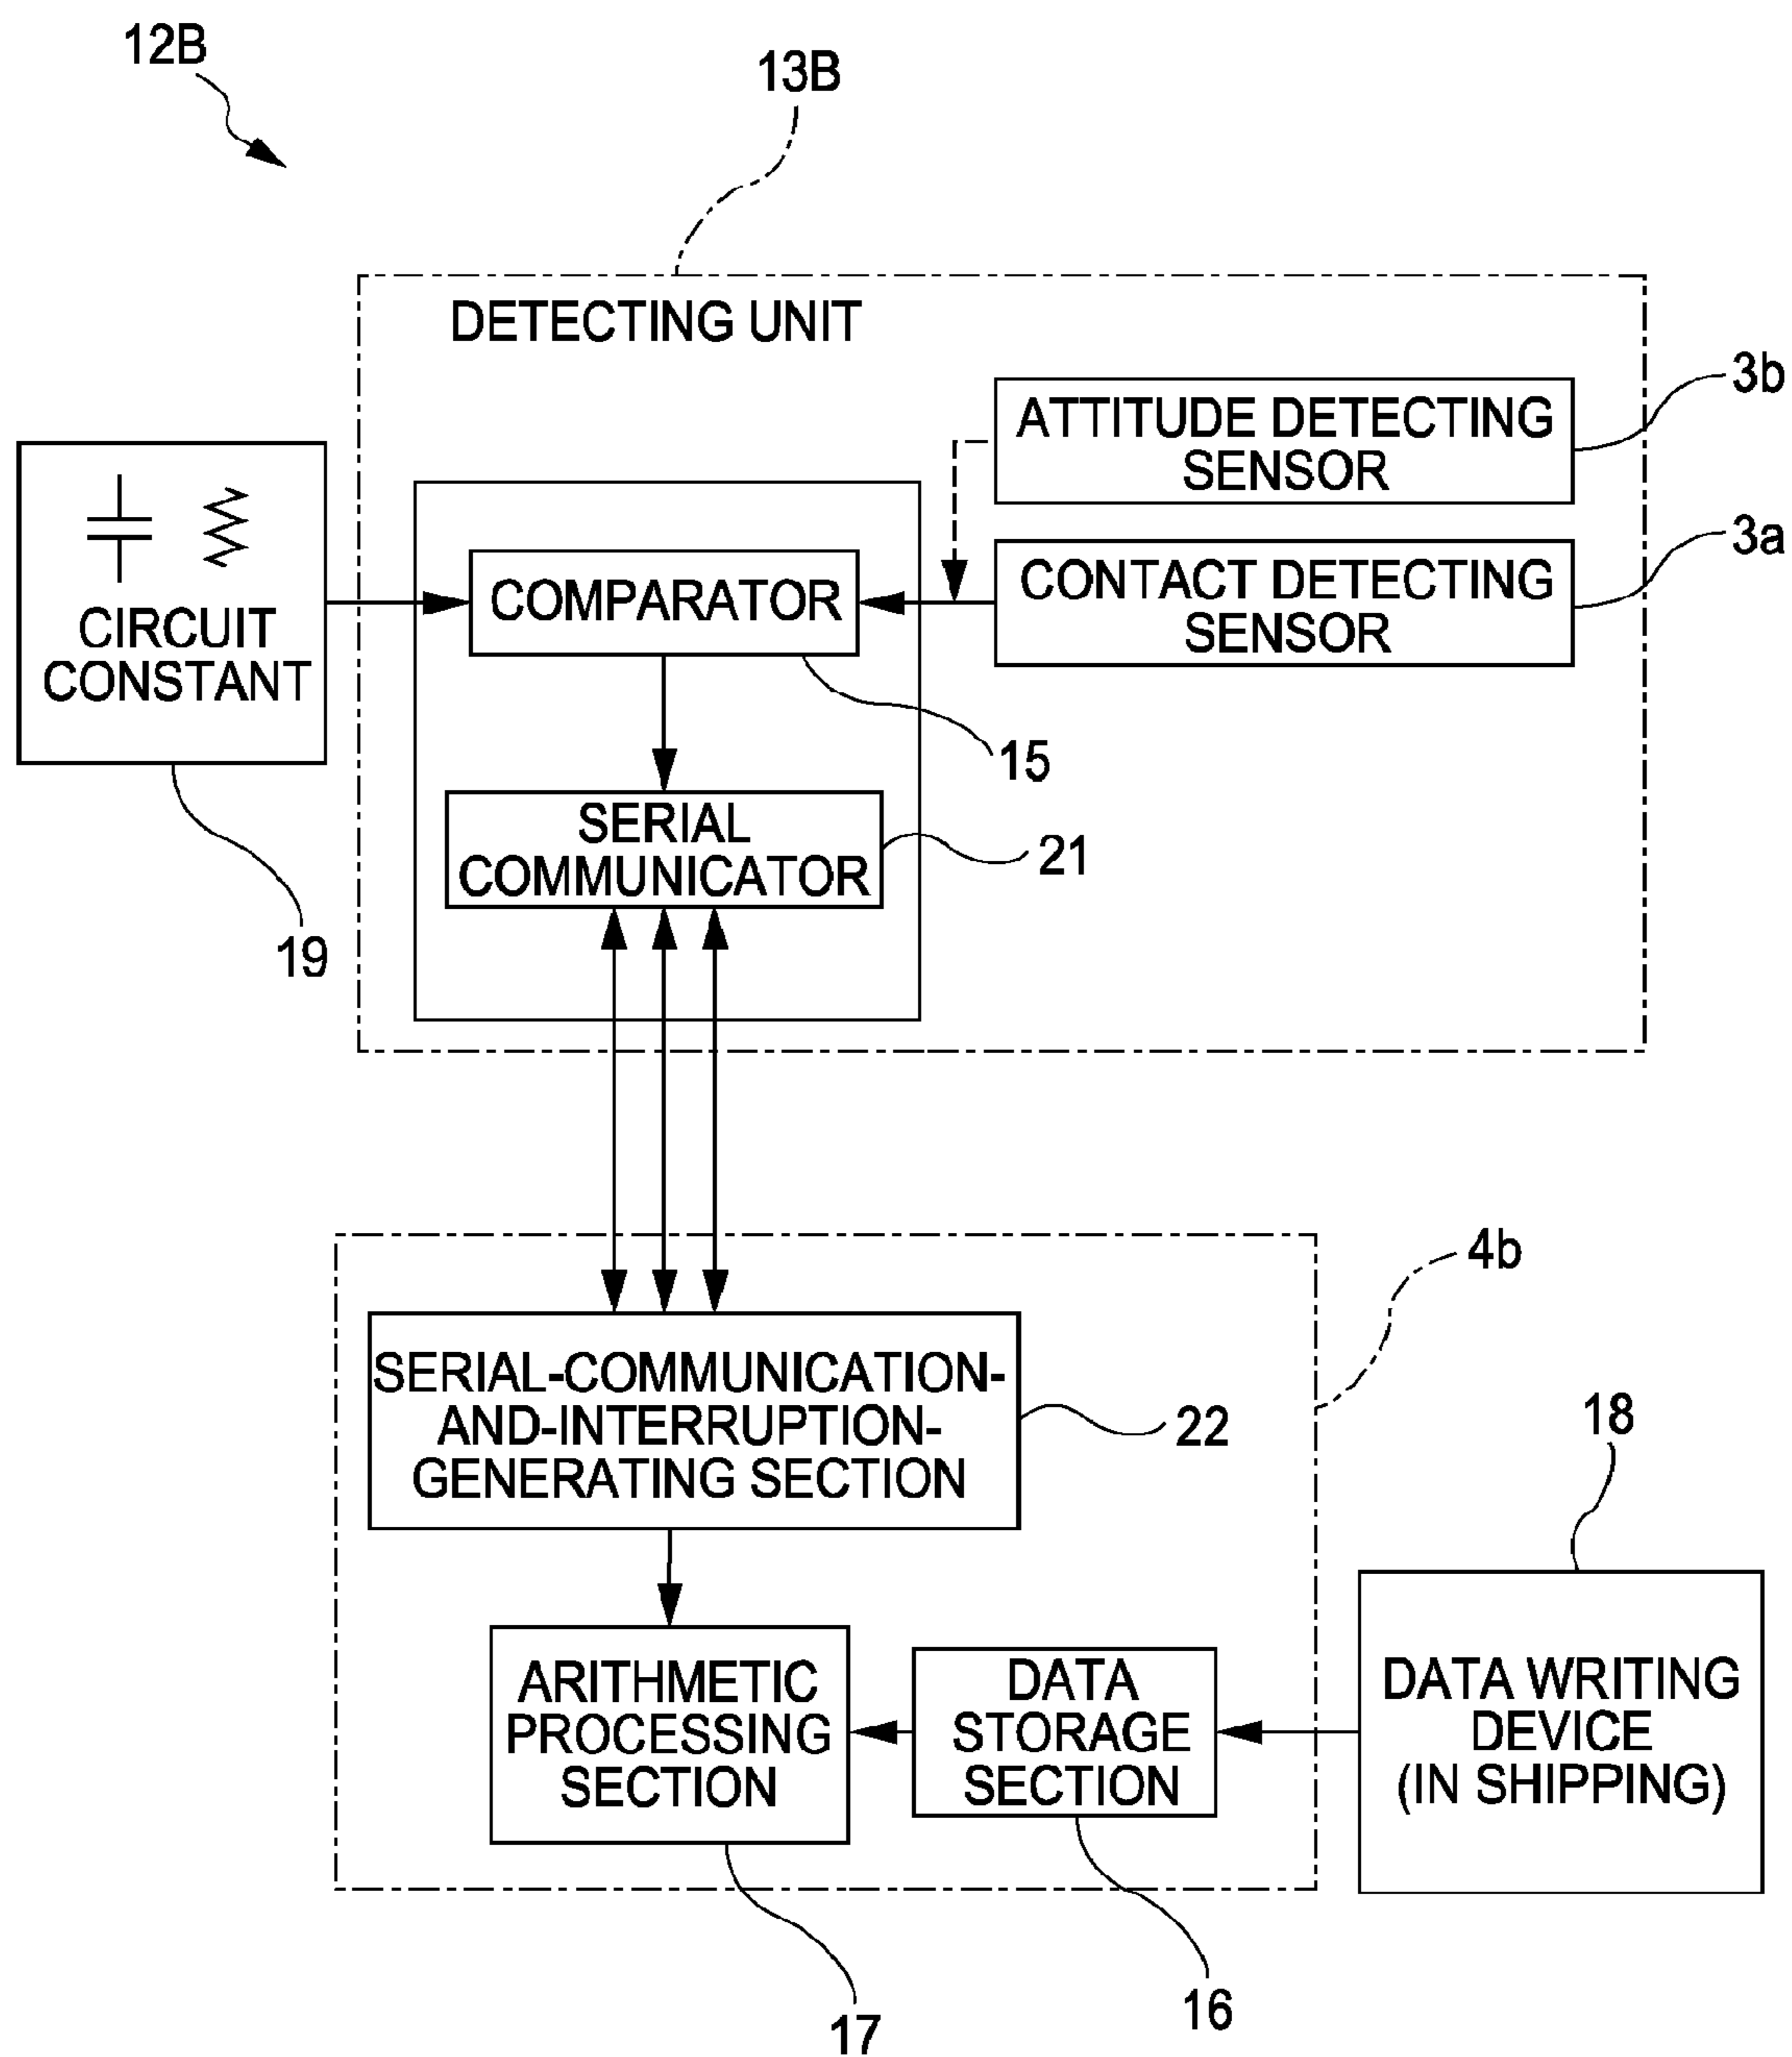 12B
13B
DETECTING UNIT
3b
ATTITUDE DETECTING
SENSOR
3a
CONTACT DETECTING
SENSOR
COMPARATOR
CIRCUIT
CONSTANT
15
SERIAL
COMMUNICATOR
21
19
4b
SERIAL-COMMUNICATION-
AND-INTERRUPTION-
GENERATING SECTION
22
18
ARITHMETIC
PROCESSING
SECTION
DATA
STORAGE
SECTION
DATA WRITING
DEVICE
(IN SHIPPING)
16
17